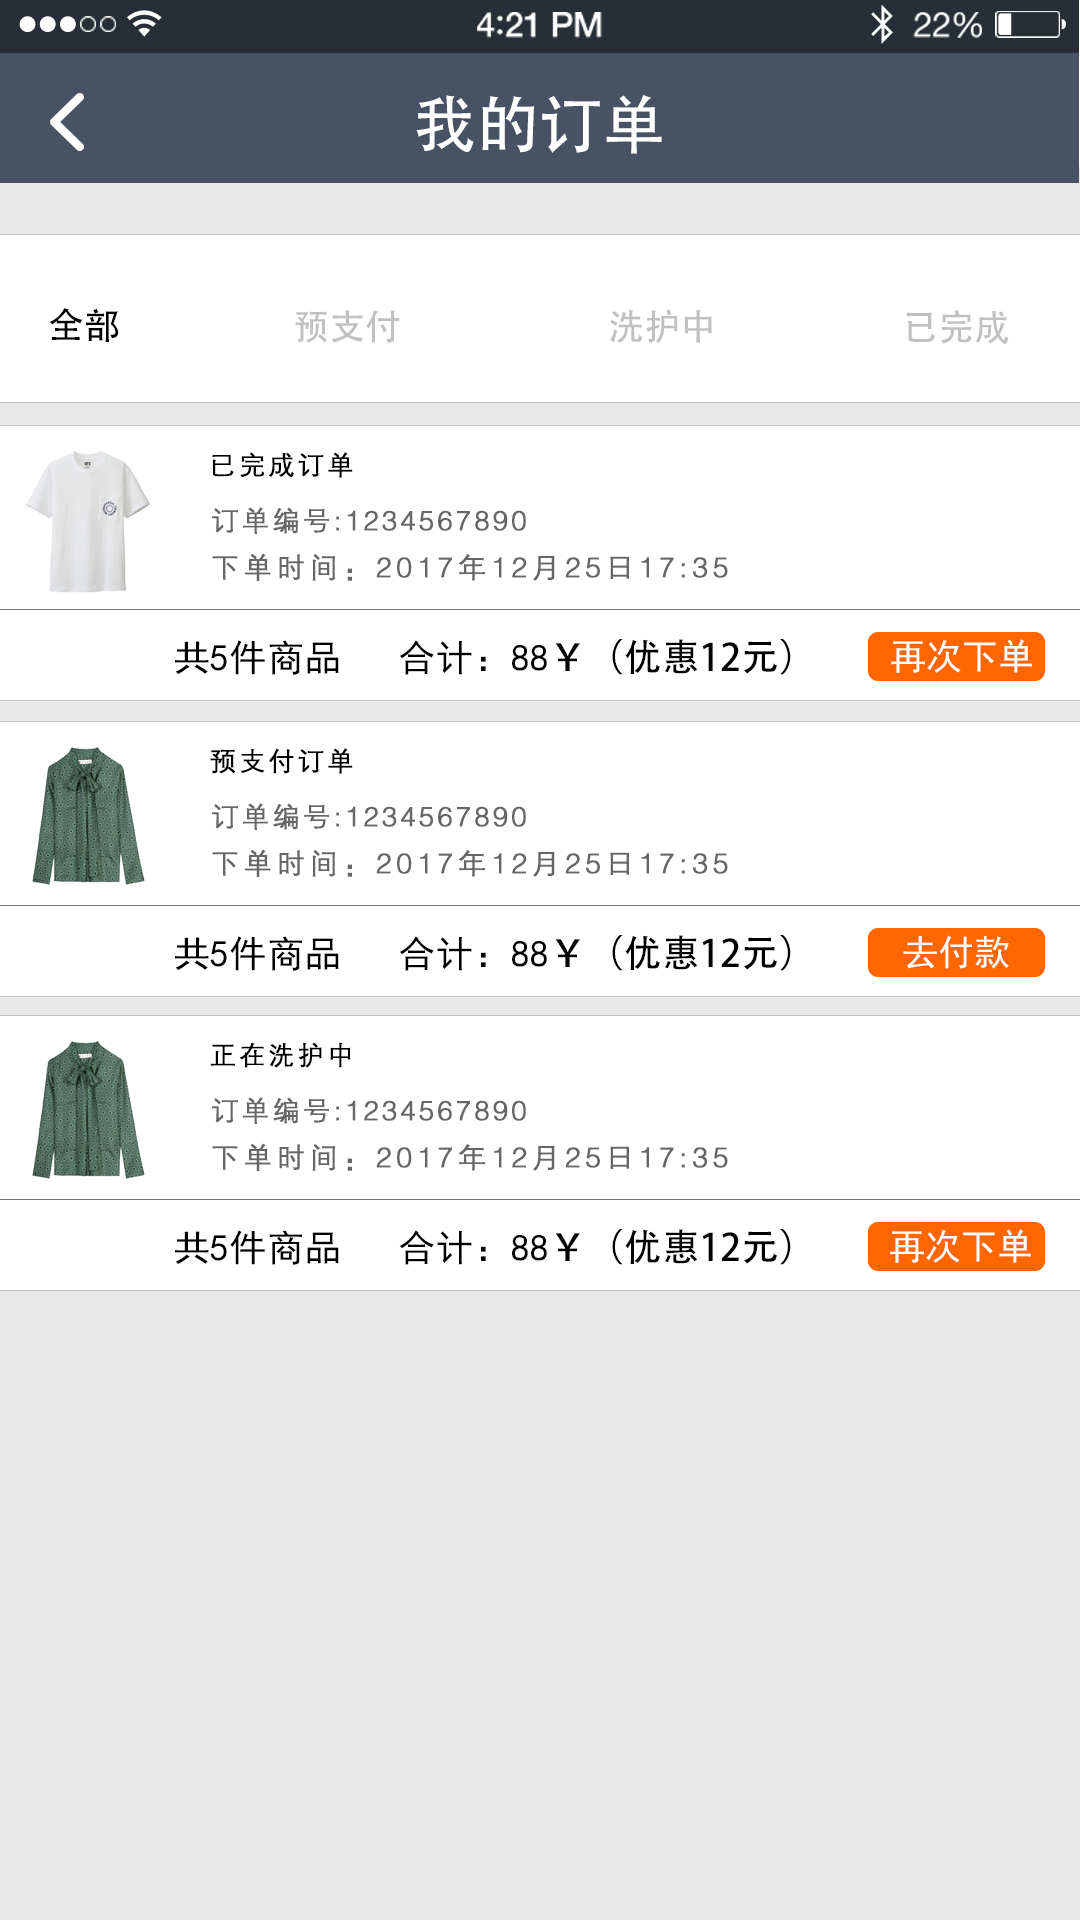 4:21 PM 22%
我的订单
全部 预支付 洗护中 已完成
已完成订单
订单编号:1234567890
下单时间：2017年12月25日17:35
共5件商品 合计：88￥（优惠12元） 再次下单
预支付订单
订单编号:1234567890
下单时间：2017年12月25日17:35
共5件商品 合计：88￥（优惠12元） 去付款
正在洗护中
订单编号:1234567890
下单时间：2017年12月25日17:35
共5件商品 合计：88￥（优惠12元） 再次下单